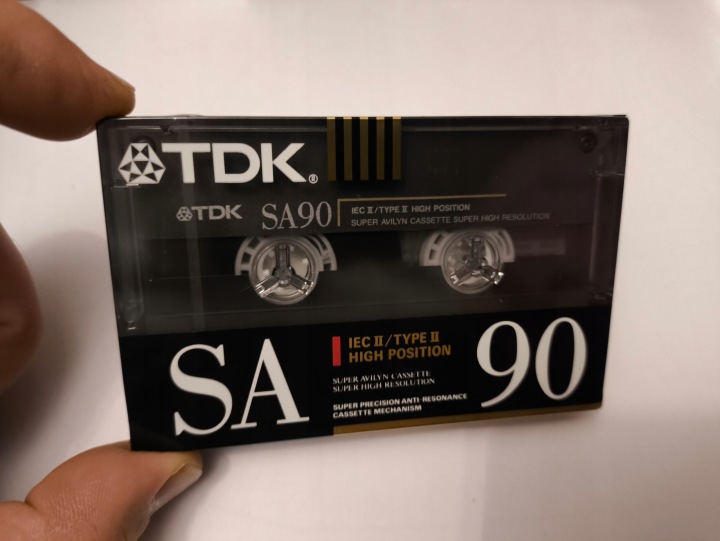 TDK®
TDK SA90 IEC II/TYPE II HIGH POSITION
SUPER AVILYN CASSETTE SUPER HIGH RESOLUTION
SA 90
IEC II/TYPE II
HIGH POSITION
SUPER AVILYN CASSETTE
SUPER HIGH RESOLUTION
SUPER PRECISION ANTI-RESONANCE
CASSETTE MECHANISM